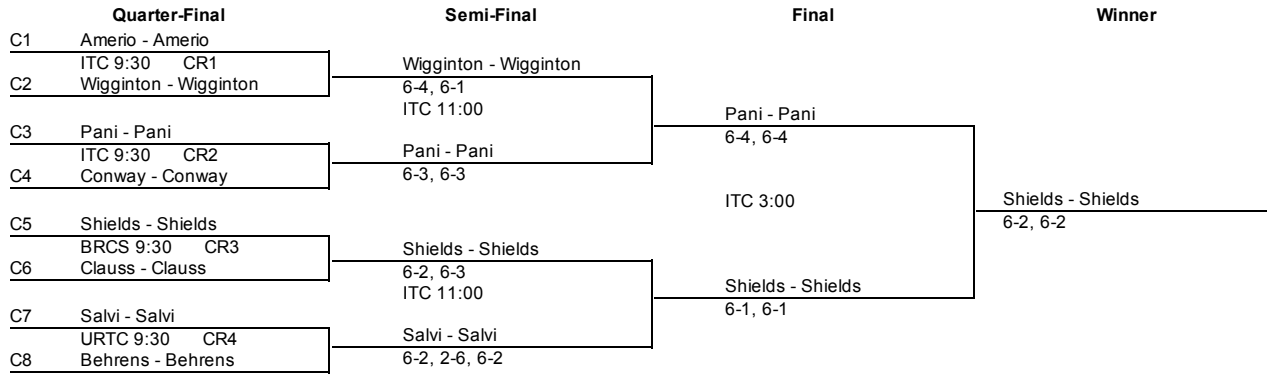 Quarter-Final Semi-Final Final Winner
C1 Amerio - Amerio
ITC 9:30 CR1
C2 Wigginton - Wigginton
Wigginton - Wigginton
6-4, 6-1
ITC 11:00
C3 Pani - Pani
ITC 9:30 CR2
C4 Conway - Conway
Pani - Pani
6-3, 6-3
Pani - Pani
6-4, 6-4
ITC 3:00
C5 Shields - Shields
BRCS 9:30 CR3
C6 Clauss - Clauss
Shields - Shields
6-2, 6-3
ITC 11:00
C7 Salvi - Salvi
URTC 9:30 CR4
C8 Behrens - Behrens
Salvi - Salvi
6-2, 2-6, 6-2
Shields - Shields
6-1, 6-1
Shields - Shields
6-2, 6-2